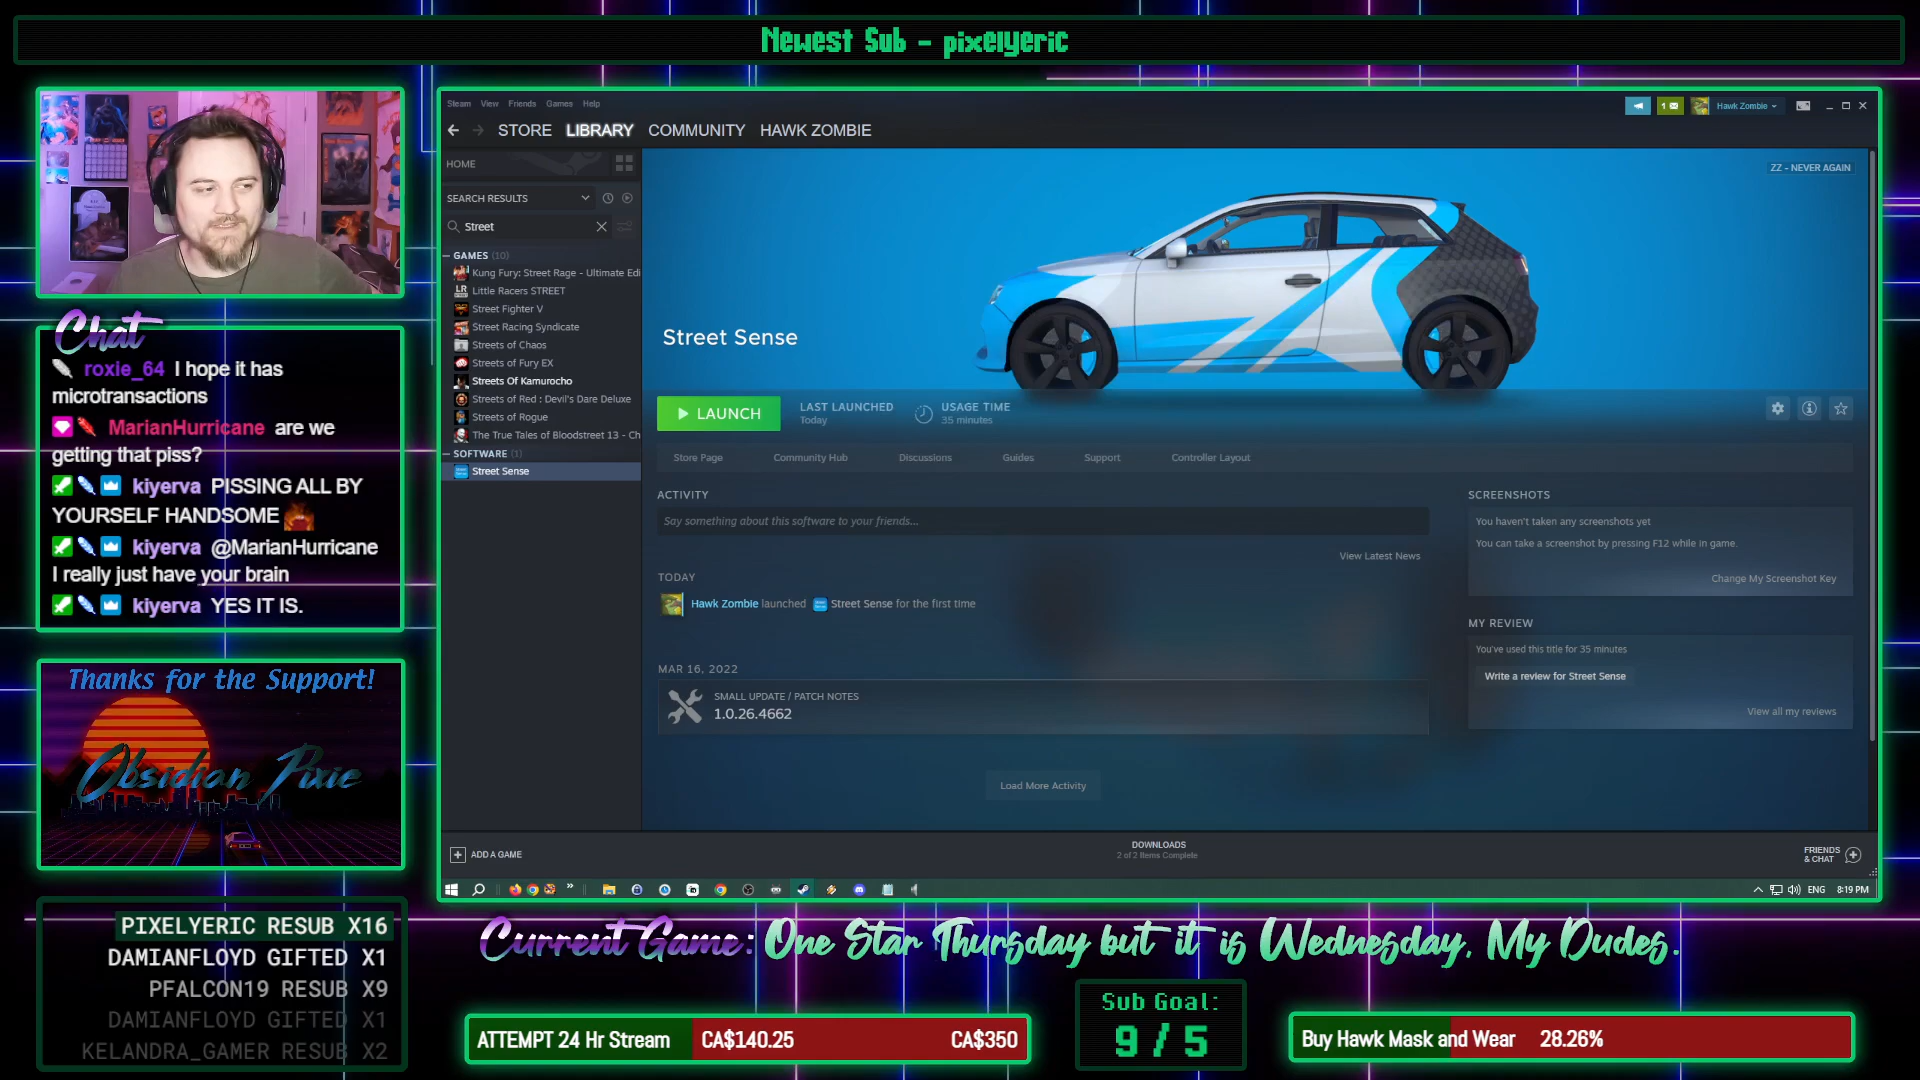 Newest Sub - pixelyeric
Chat
roxie_64 I hope it has
microtransactions
MarianHurricane are we
getting that piss?
kiyerva PISSING ALL BY
YOURSELF HANDSOME
kiyerva @MarianHurricane
I really just have your brain
kiyerva YES IT IS.
Thanks for the Support!
Obsidian Pixie
PIXELYERIC RESUB X16
DAMIANFLOYD GIFTED X1
PFALCON19 RESUB X9
DAMIANFLOYD GIFTED X1
KELANDRA_GAMER RESUB X2
Steam View Friends Games Help
1 Hawk Zombie
STORE LIBRARY COMMUNITY HAWK ZOMBIE
HOME
SEARCH RESULTS
Street
GAMES (10)
Kung Fury: Street Rage - Ultimate Edi
Little Racers STREET
Street Fighter V
Street Racing Syndicate
Streets of Chaos
Streets of Fury EX
Streets Of Kamurocho
Streets of Red : Devil's Dare Deluxe
Streets of Rogue
The True Tales of Bloodstreet 13 - Ch
SOFTWARE (1)
Street Sense
ZZ - NEVER AGAIN
Street Sense
LAUNCH
LAST LAUNCHED
Today
USAGE TIME
35 minutes
Store Page Community Hub Discussions Guides Support Controller Layout
ACTIVITY
Say something about this software to your friends...
View Latest News
TODAY
Hawk Zombie launched Street Sense for the first time
MAR 16, 2022
SMALL UPDATE / PATCH NOTES
1.0.26.4662
Load More Activity
SCREENSHOTS
You haven't taken any screenshots yet
You can take a screenshot by pressing F12 while in game.
Change My Screenshot Key
MY REVIEW
You've used this title for 35 minutes
Write a review for Street Sense
View all my reviews
ADD A GAME
DOWNLOADS
2 of 2 Items Complete
FRIENDS
& CHAT
ENG 8:19 PM
Current Game: One Star Thursday but it is Wednesday, My Dudes.
ATTEMPT 24 Hr Stream CA$140.25 CA$350
Sub Goal:
9 / 5
Buy Hawk Mask and Wear 28.26%